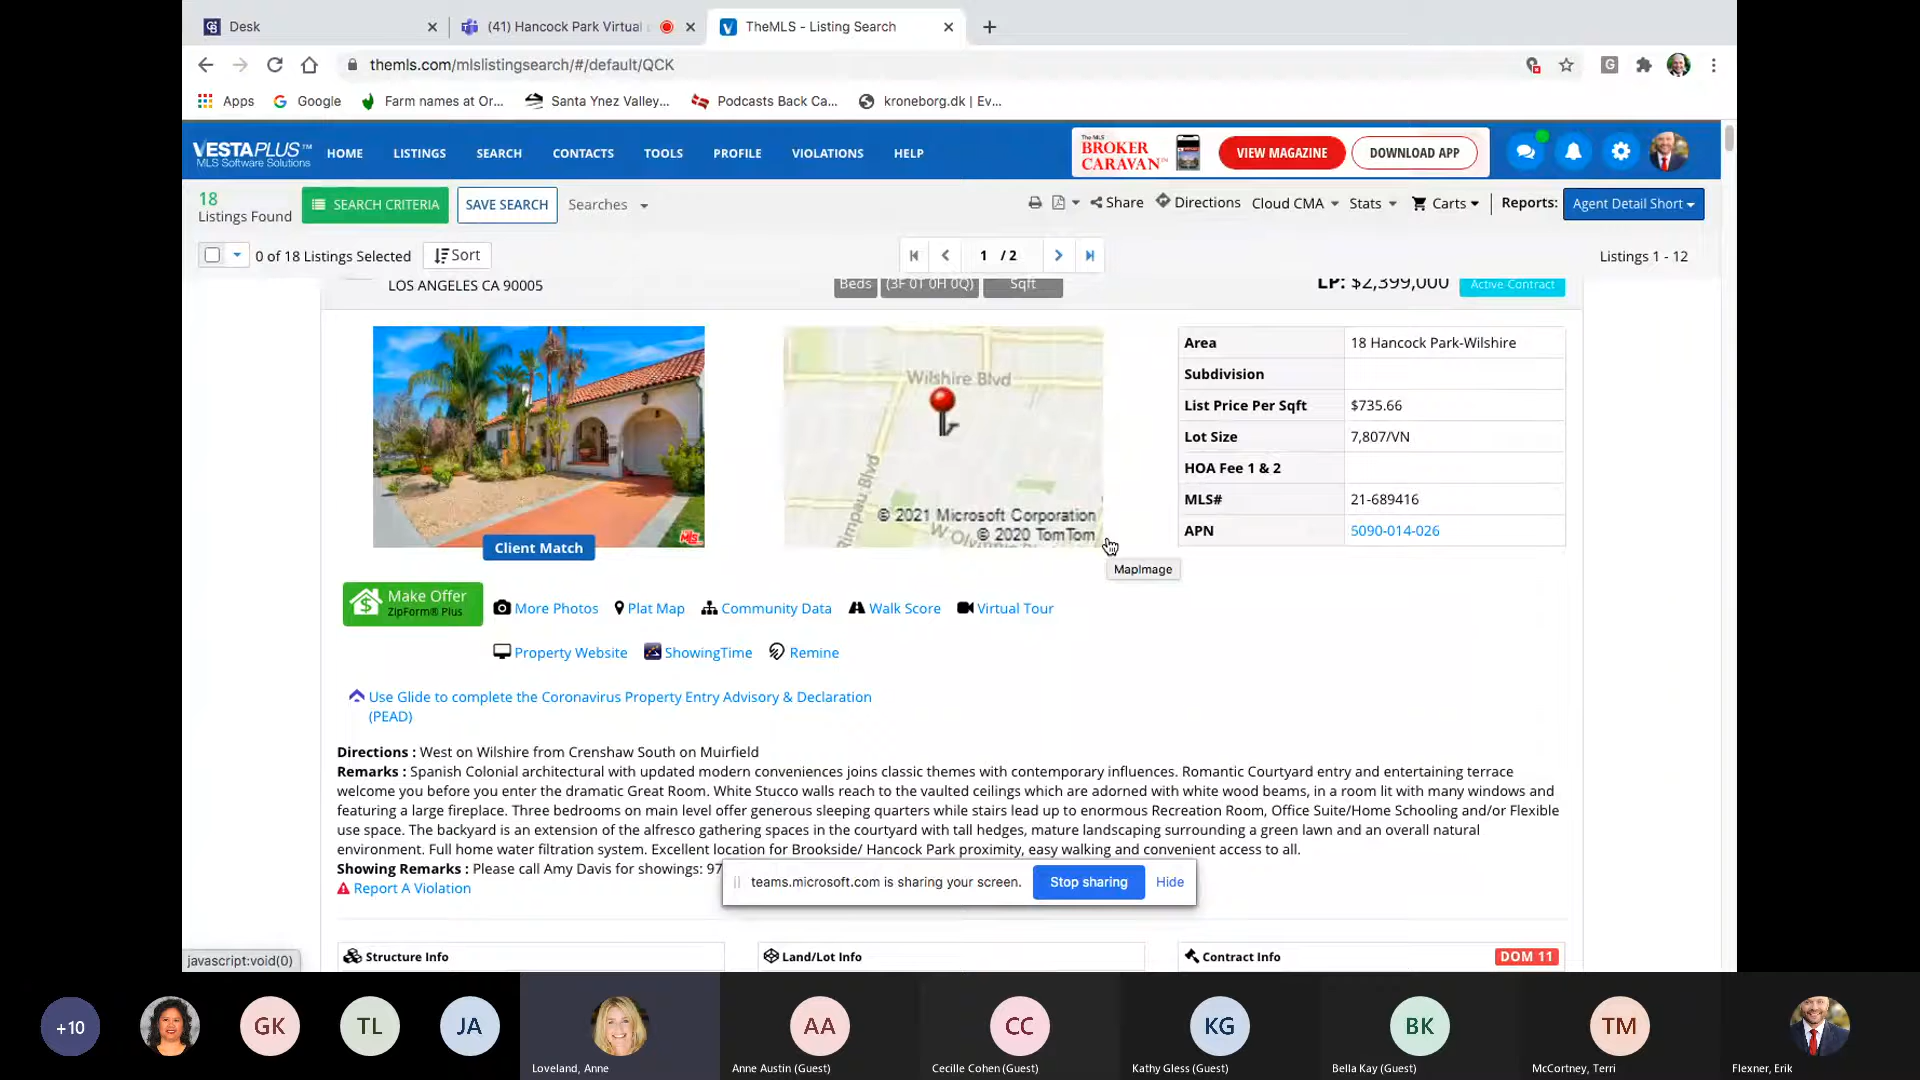 Desk
(41) Hancock Park Virtual
TheMLS - Listing Search
themls.com/mlslistingsearch/#/default/QCK
Apps
Google
Farm names at Or...
Santa Ynez Valley...
Podcasts Back Ca...
kroneborg.dk | Ev...
VESTAPLUS™
MLS Software Solutions
HOME
LISTINGS
SEARCH
CONTACTS
TOOLS
PROFILE
VIOLATIONS
HELP
The MLS
BROKER
CARAVAN™
VIEW MAGAZINE
DOWNLOAD APP
18
Listings Found
SEARCH CRITERIA
SAVE SEARCH
Searches
Share
Directions
Cloud CMA
Stats
Carts
Reports:
Agent Detail Short
0 of 18 Listings Selected
Sort
1 / 2
Listings 1 - 12
LOS ANGELES CA 90005
Beds
(3F 0T 0H 0Q)
Sqft
LP: $2,399,000
Active-Contract
Wilshire Blvd
Rimpau Blvd
W Olympic
© 2021 Microsoft Corporation
© 2020 TomTom
MapImage
Client Match
Area 18 Hancock Park-Wilshire
Subdivision
List Price Per Sqft $735.66
Lot Size 7,807/VN
HOA Fee 1 & 2
MLS# 21-689416
APN 5090-014-026
Make Offer
ZipForm® Plus
More Photos
Plat Map
Community Data
Walk Score
Virtual Tour
Property Website
ShowingTime
Remine
Use Glide to complete the Coronavirus Property Entry Advisory & Declaration
(PEAD)
Directions : West on Wilshire from Crenshaw South on Muirfield
Remarks : Spanish Colonial architectural with updated modern conveniences joins classic themes with contemporary influences. Romantic Courtyard entry and entertaining terrace
welcome you before you enter the dramatic Great Room. White Stucco walls reach to the vaulted ceilings which are adorned with white wood beams, in a room lit with many windows and
featuring a large fireplace. Three bedrooms on main level offer generous sleeping quarters while stairs lead up to enormous Recreation Room, Office Suite/Home Schooling and/or Flexible
use space. The backyard is an extension of the alfresco gathering spaces in the courtyard with tall hedges, mature landscaping surrounding a green lawn and an overall natural
environment. Full home water filtration system. Excellent location for Brookside/ Hancock Park proximity, easy walking and convenient access to all.
Showing Remarks : Please call Amy Davis for showings: 97
Report A Violation
teams.microsoft.com is sharing your screen.
Stop sharing
Hide
Structure Info
Land/Lot Info
Contract Info
DOM 11
javascript:void(0)
+10
GK
TL
JA
AA
CC
KG
BK
TM
Loveland, Anne
Anne Austin (Guest)
Cecille Cohen (Guest)
Kathy Gless (Guest)
Bella Kay (Guest)
McCortney, Terri
Flexner, Erik